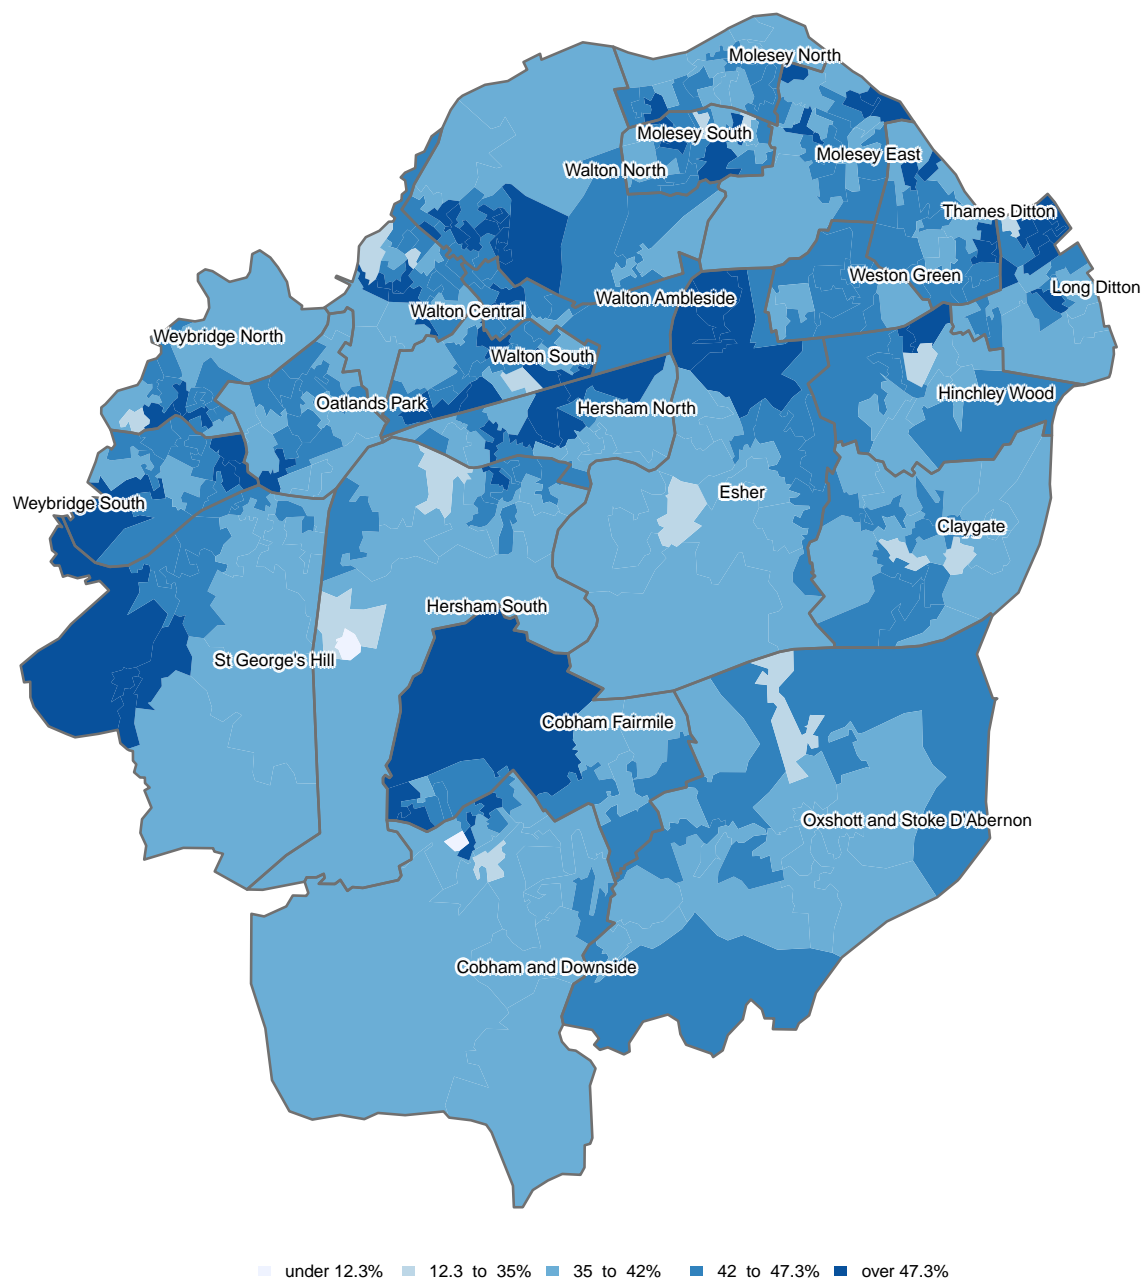 Molesey North
Molesey South
Molesey East
Walton North
Thames Ditton
Weston Green
Long Ditton
Walton Ambleside
Walton Central
Weybridge North
Walton South
Hinchley Wood
Oatlands Park
Hersham North
Esher
Weybridge South
Claygate
Hersham South
St George's Hill
Cobham Fairmile
Oxshott and Stoke D'Abernon
Cobham and Downside
under 12.3% 12.3 to 35% 35 to 42% 42 to 47.3% over 47.3%